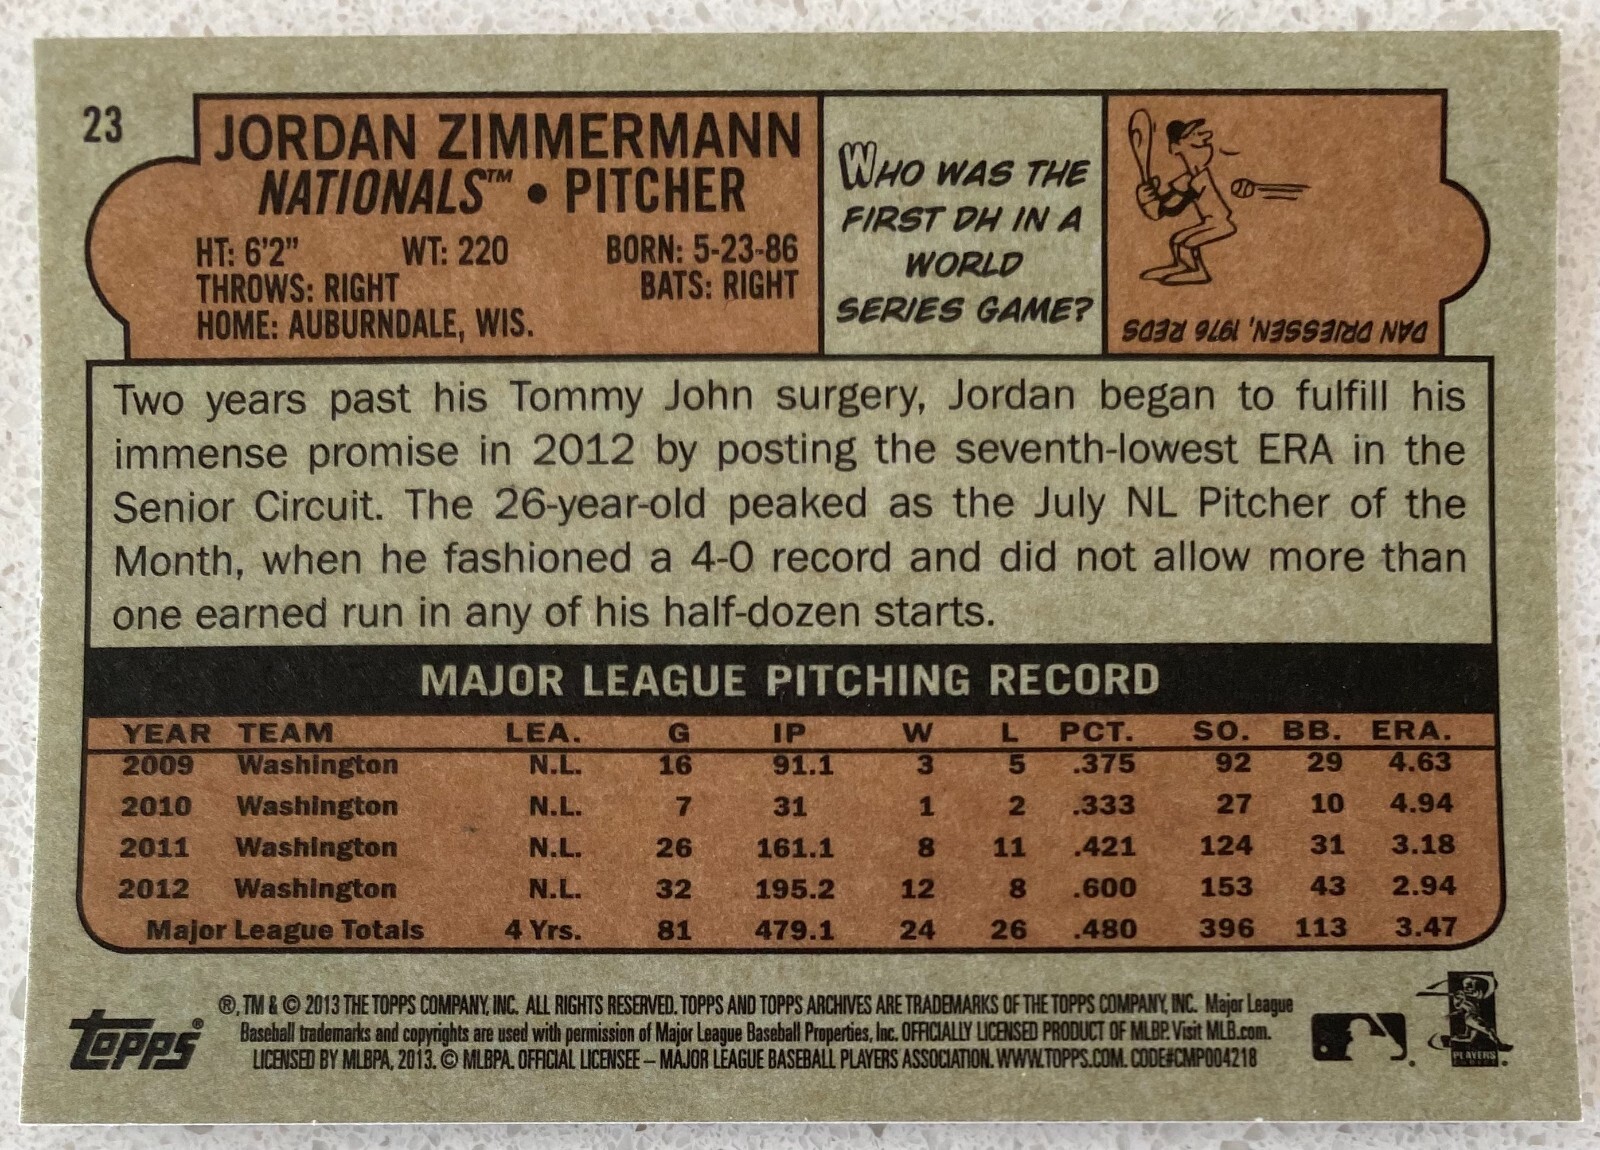 23
JORDAN ZIMMERMANN
NATIONALS™ • PITCHER
HT: 6'2" WT: 220 BORN: 5-23-86
THROWS: RIGHT BATS: RIGHT
HOME: AUBURNDALE, WIS.
WHO WAS THE
FIRST DH IN A
WORLD
SERIES GAME?
DAN DRIESSEN, 1976 REDS
Two years past his Tommy John surgery, Jordan began to fulfill his
immense promise in 2012 by posting the seventh-lowest ERA in the
Senior Circuit. The 26-year-old peaked as the July NL Pitcher of the
Month, when he fashioned a 4-0 record and did not allow more than
one earned run in any of his half-dozen starts.
MAJOR LEAGUE PITCHING RECORD
YEAR TEAM LEA. G IP W L PCT. SO. BB. ERA.
2009 Washington N.L. 16 91.1 3 5 .375 92 29 4.63
2010 Washington N.L. 7 31 1 2 .333 27 10 4.94
2011 Washington N.L. 26 161.1 8 11 .421 124 31 3.18
2012 Washington N.L. 32 195.2 12 8 .600 153 43 2.94
Major League Totals 4 Yrs. 81 479.1 24 26 .480 396 113 3.47
topps®
®, TM & © 2013 THE TOPPS COMPANY, INC. ALL RIGHTS RESERVED. TOPPS AND TOPPS ARCHIVES ARE TRADEMARKS OF THE TOPPS COMPANY, INC. Major League
Baseball trademarks and copyrights are used with permission of Major League Baseball Properties, Inc. OFFICIALLY LICENSED PRODUCT OF MLBP. Visit MLB.com.
LICENSED BY MLBPA, 2013. © MLBPA. OFFICIAL LICENSEE – MAJOR LEAGUE BASEBALL PLAYERS ASSOCIATION. WWW.TOPPS.COM. CODE#CMP004218
PLAYERS